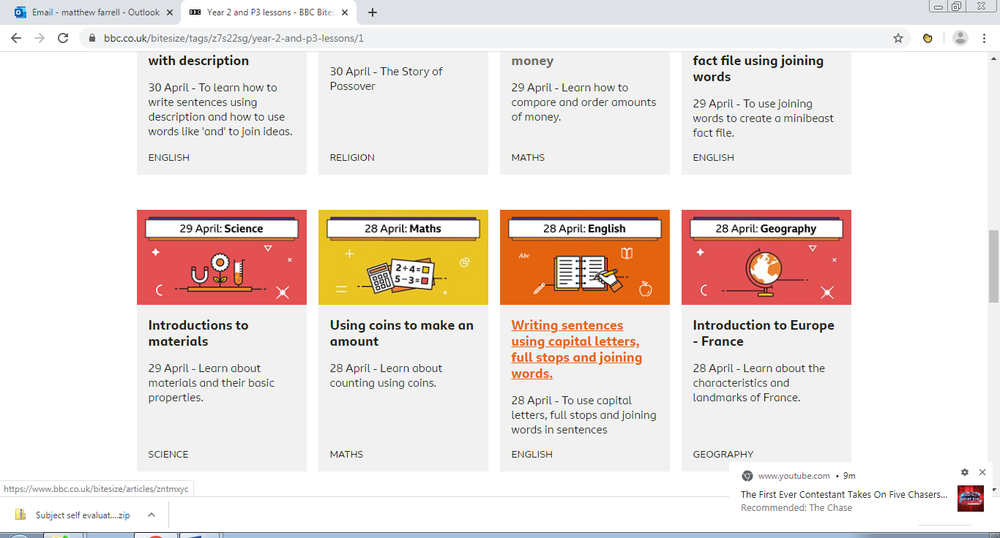 Email - matthew farrell - Outlook
BBC Year 2 and P3 lessons - BBC Bites
bbc.co.uk/bitesize/tags/z7s22sg/year-2-and-p3-lessons/1
with description
30 April - To learn how to
write sentences using
description and how to use
words like 'and' to join ideas.
ENGLISH
30 April - The Story of
Passover
RELIGION
money
29 April - Learn how to
compare and order amounts
of money.
MATHS
fact file using joining
words
29 April - To use joining
words to create a minibeast
fact file.
ENGLISH
29 April: Science
Introductions to
materials
29 April - Learn about
materials and their basic
properties.
SCIENCE
28 April: Maths
2+4=
5-3=
Using coins to make an
amount
28 April - Learn about
counting using coins.
MATHS
28 April: English
Abc
Writing sentences
using capital letters,
full stops and joining
words.
28 April - To use capital
letters, full stops and joining
words in sentences
ENGLISH
28 April: Geography
Introduction to Europe
- France
28 April - Learn about the
characteristics and
landmarks of France.
GEOGRAPHY
https://www.bbc.co.uk/bitesize/articles/zntmxyc
www.youtube.com • 9m
The First Ever Contestant Takes On Five Chasers...
Recommended: The Chase
BEAT THE
Subject self evaluat....zip